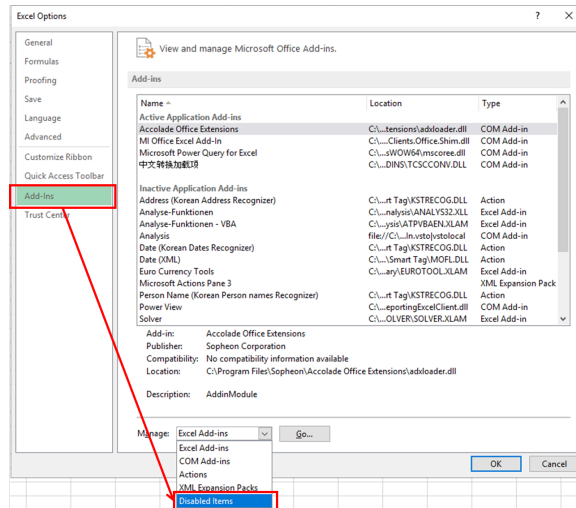 Excel Options ? ×
General
Formulas
Proofing
Save
Language
Advanced
Customize Ribbon
Quick Access Toolbar
Add-Ins
Trust Center
View and manage Microsoft Office Add-ins.
Add-ins
Name Location Type
Active Application Add-ins
Accolade Office Extensions C:\...tensions\adxloader.dll COM Add-in
MI Office Excel Add-In C:\....Clients.Office.Shim.dll COM Add-in
Microsoft Power Query for Excel C:\...sWOW64\mscoree.dll COM Add-in
中文转换加载项 C:\...DINS\TCSCCONV.DLL COM Add-in
Inactive Application Add-ins
Address (Korean Address Recognizer) C:\...rt Tag\KSTRECOG.DLL Action
Analyse-Funktionen C:\...nalysis\ANALYS32.XLL Excel Add-in
Analyse-Funktionen - VBA C:\...ysis\ATPVBAEN.XLAM Excel Add-in
Analysis file://C:\...ln.vsto|vstolocal COM Add-in
Date (Korean Dates Recognizer) C:\...rt Tag\KSTRECOG.DLL Action
Date (XML) C:\...\Smart Tag\MOFL.DLL Action
Euro Currency Tools C:\...ary\EUROTOOL.XLAM Excel Add-in
Microsoft Actions Pane 3 XML Expansion Pack
Person Name (Korean Person names Recognizer) C:\...rt Tag\KSTRECOG.DLL Action
Power View C:\...eportingExcelClient.dll COM Add-in
Solver C:\...OLVER\SOLVER.XLAM Excel Add-in
Add-in: Accolade Office Extensions
Publisher: Sopheon Corporation
Compatibility: No compatibility information available
Location: C:\Program Files\Sopheon\Accolade Office Extensions\adxloader.dll
Description: AddinModule
Manage: Excel Add-ins Go...
Excel Add-ins
COM Add-ins
Actions
XML Expansion Packs
Disabled Items
OK Cancel